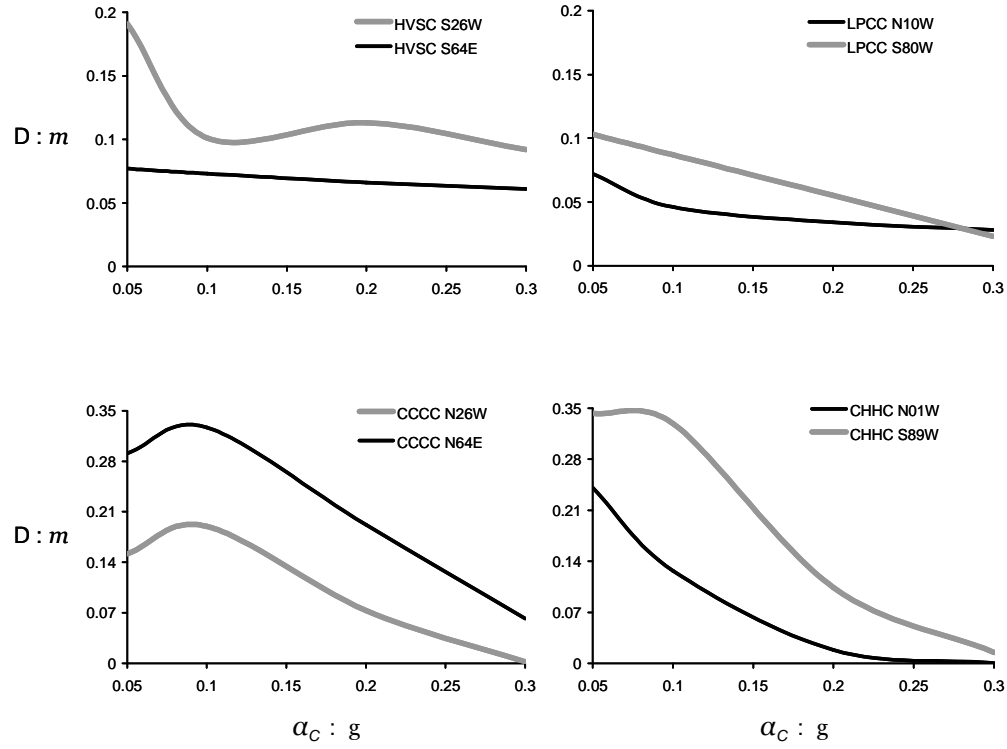 HVSC S26W
HVSC S64E
0.2
0.15
0.1
0.05
0
D : m
0.05 0.1 0.15 0.2 0.25 0.3
LPCC N10W
LPCC S80W
0.2
0.15
0.1
0.05
0
0.05 0.1 0.15 0.2 0.25 0.3
CCCC N26W
CCCC N64E
0.35
0.28
0.21
0.14
0.07
0
D : m
0.05 0.1 0.15 0.2 0.25 0.3
α_C : g
CHHC N01W
CHHC S89W
0.35
0.28
0.21
0.14
0.07
0
0.05 0.1 0.15 0.2 0.25 0.3
α_C : g